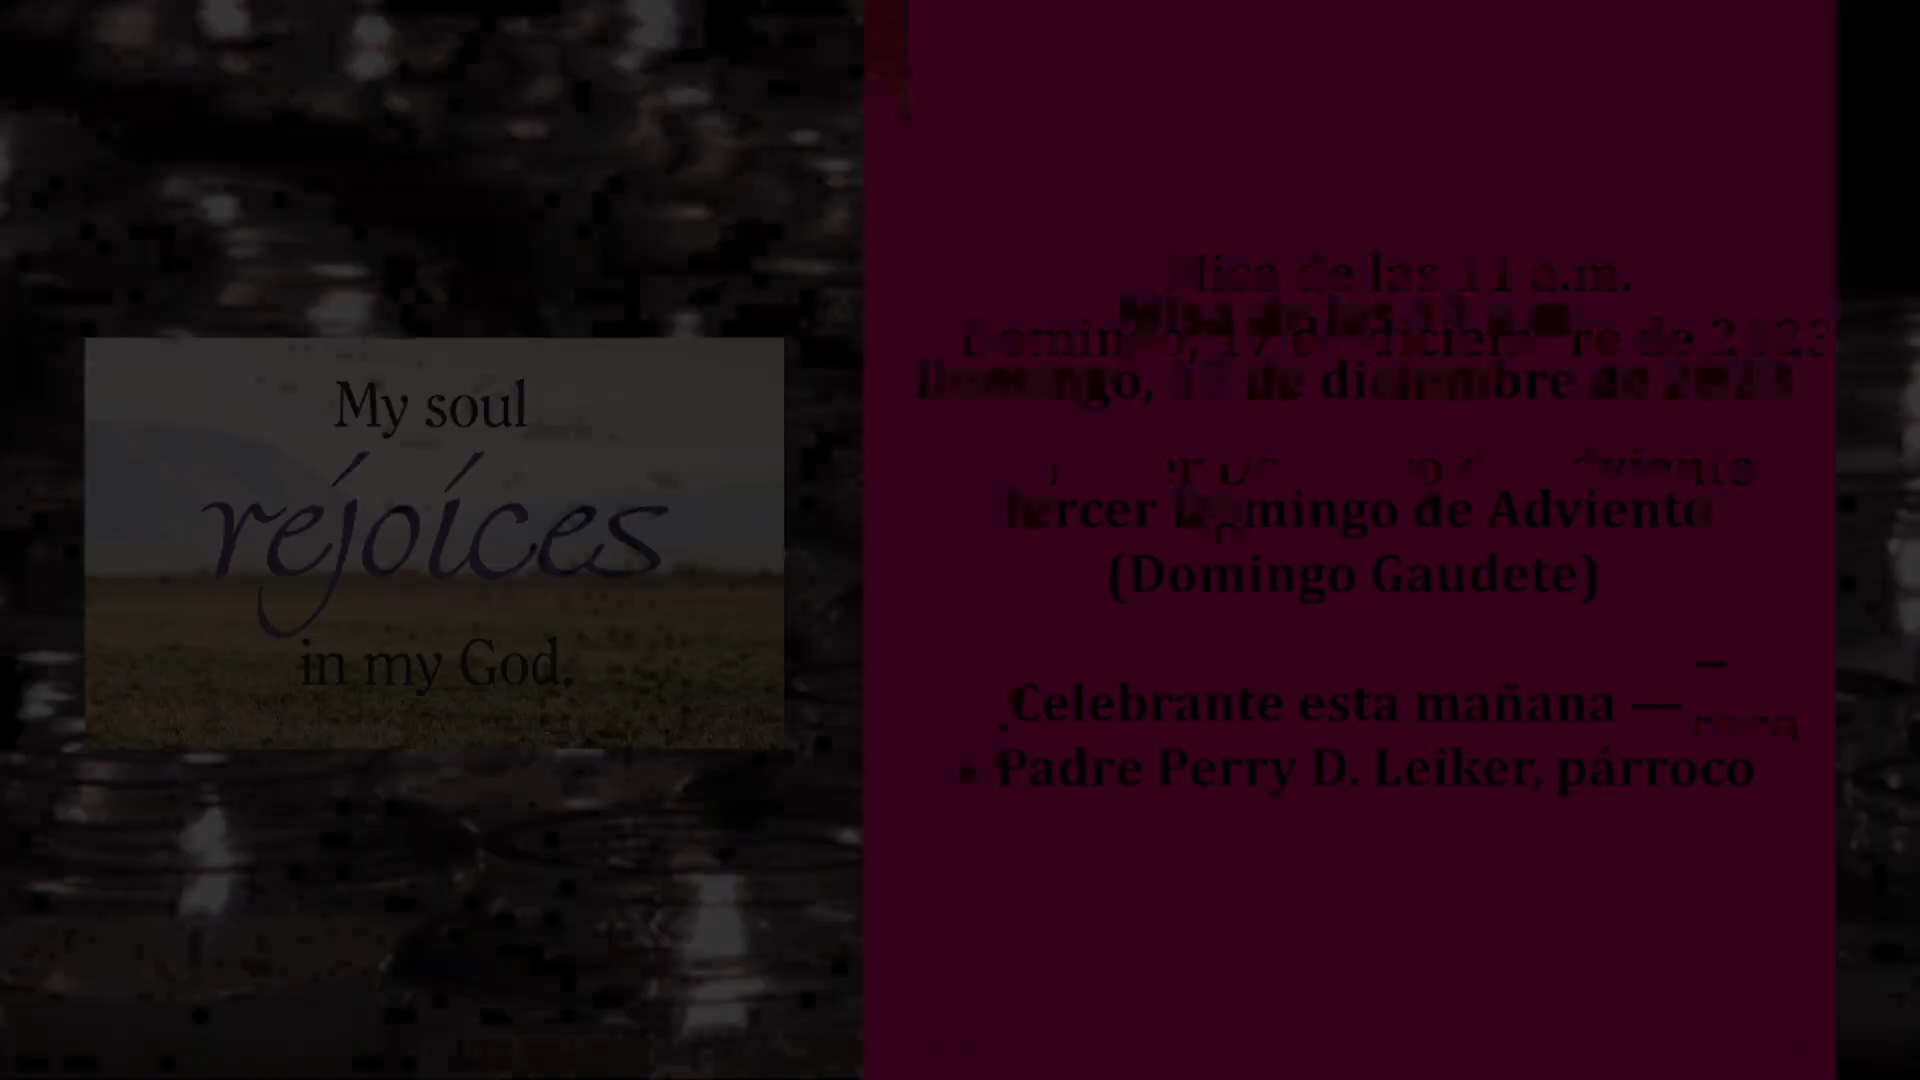 My soul
rejoices
in my God.
Misa de las 11 a.m.
Domingo, 17 de diciembre de 2023
Tercer Domingo de Adviento
(Domingo Gaudete)
Celebrante esta mañana —
Padre Perry D. Leiker, párroco